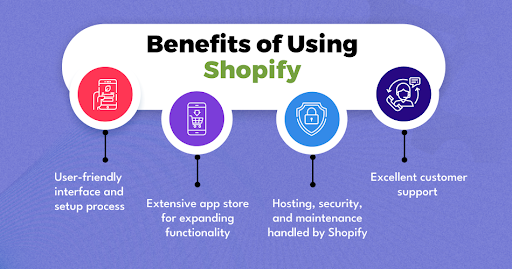 Benefits of Using
Shopify
User-friendly
interface and
setup process
Extensive app store
for expanding
functionality
Hosting, security,
and maintenance
handled by Shopify
Excellent customer
support